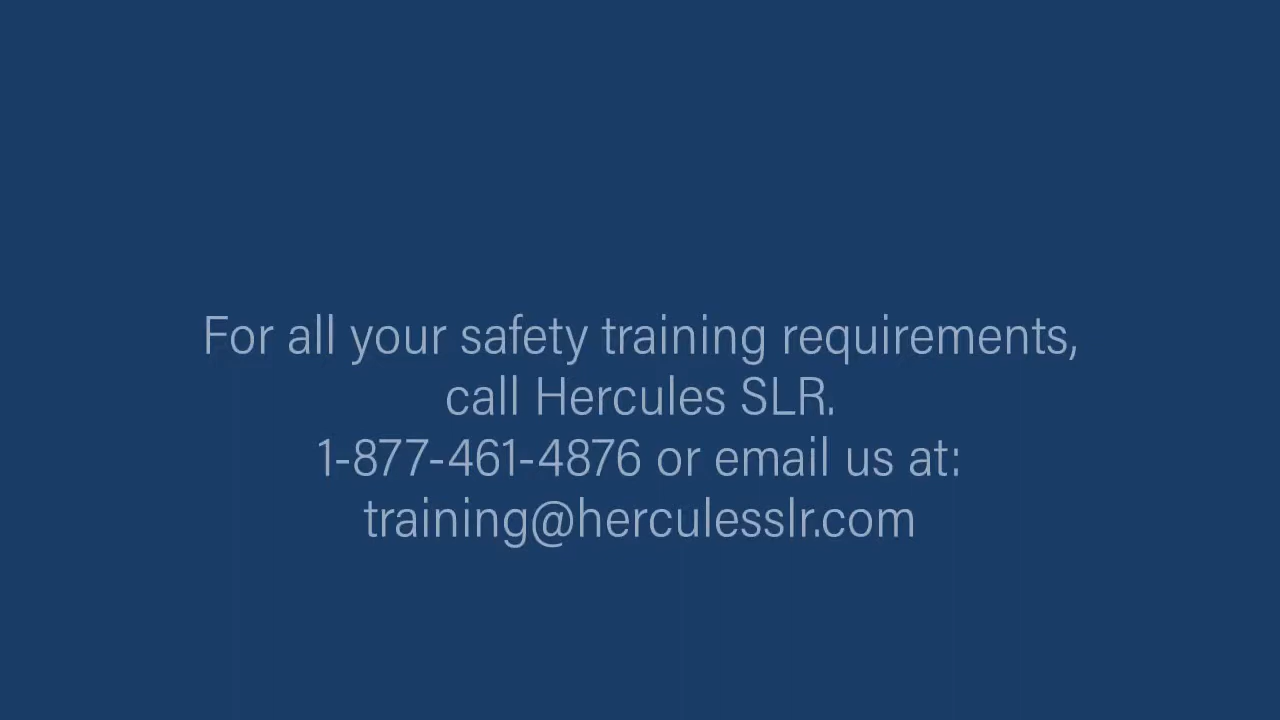 For all your safety training requirements,
call Hercules SLR.
1-877-461-4876 or email us at:
training@herculesslr.com